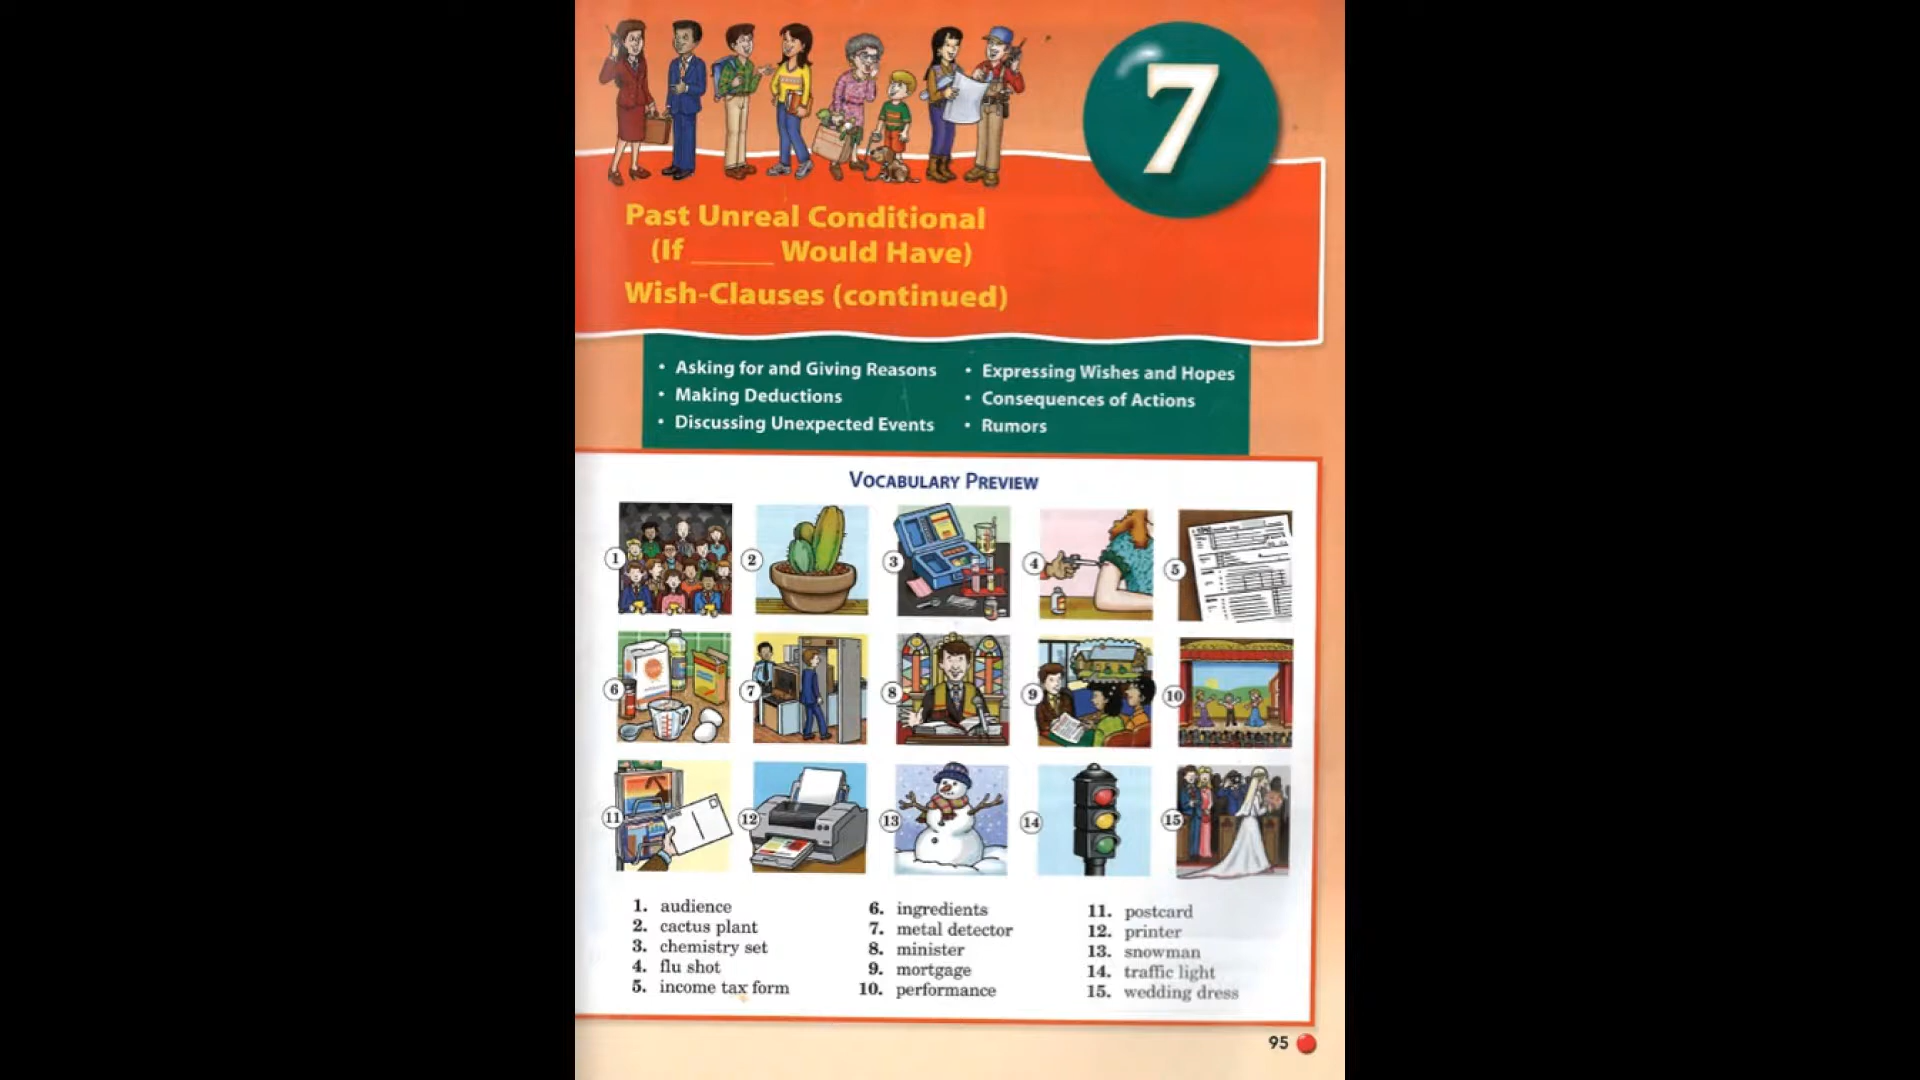 7
Past Unreal Conditional
(If _____ Would Have)
Wish-Clauses (continued)
• Asking for and Giving Reasons
• Making Deductions
• Discussing Unexpected Events
• Expressing Wishes and Hopes
• Consequences of Actions
• Rumors
VOCABULARY PREVIEW
1
2
3
4
5
6
7
8
9
10
11
12
13
14
15
1. audience
2. cactus plant
3. chemistry set
4. flu shot
5. income tax form
6. ingredients
7. metal detector
8. minister
9. mortgage
10. performance
11. postcard
12. printer
13. snowman
14. traffic light
15. wedding dress
95